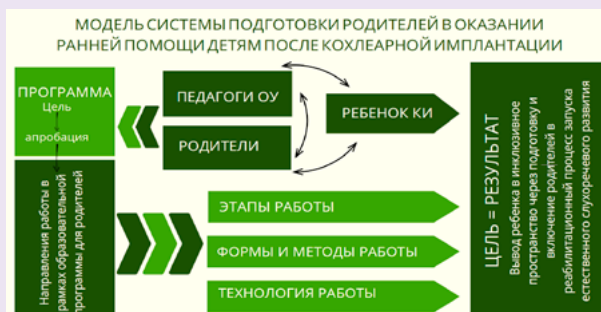 МОДЕЛЬ СИСТЕМЫ ПОДГОТОВКИ РОДИТЕЛЕЙ В ОКАЗАНИИ
РАННЕЙ ПОМОЩИ ДЕТЯМ ПОСЛЕ КОХЛЕАРНОЙ ИМПЛАНТАЦИИ
ПРОГРАММА
Цель
апробация
ПЕДАГОГИ ОУ
РОДИТЕЛИ
РЕБЕНОК КИ
Направления работы в
рамках образовательной
программы для родителей
ЭТАПЫ РАБОТЫ
ФОРМЫ И МЕТОДЫ РАБОТЫ
ТЕХНОЛОГИЯ РАБОТЫ
ЦЕЛЬ = РЕЗУЛЬТАТ
Вывод ребенка в инклюзивное
пространство через подготовку и
включение родителей в
реабилитационный процесс запуска
естественного слухоречевого развития